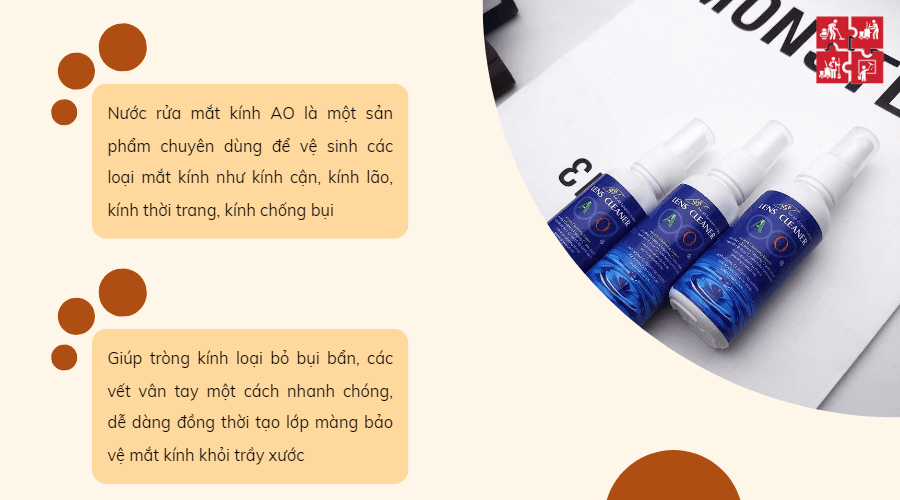 Nước rửa mắt kính AO là một sản
phẩm chuyên dùng để vệ sinh các
loại mắt kính như kính cận, kính lão,
kính thời trang, kính chống bụi
Giúp tròng kính loại bỏ bụi bẩn, các
vết vân tay một cách nhanh chóng,
dễ dàng đồng thời tạo lớp màng bảo
vệ mắt kính khỏi trầy xước
LENS CLEANER
AO
LENS CLEANER
AO
LENS CLEANER
AO